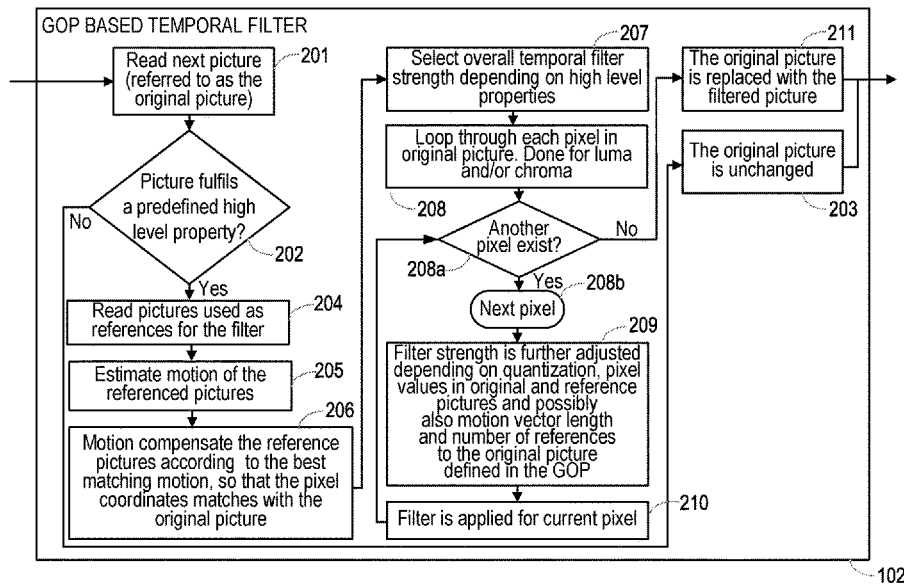 GOP BASED TEMPORAL FILTER
201
Read next picture
(referred to as the
original picture)
Picture fulfils
a predefined high
level property?
No
202
Yes
204
Read pictures used as
references for the filter
205
Estimate motion of the
referenced pictures
206
Motion compensate the reference
pictures according to the best
matching motion, so that the pixel
coordinates matches with the
original picture
207
Select overall temporal filter
strength depending on high level
properties
Loop through each pixel in
original picture. Done for luma
and/or chroma
208
Another
pixel exist?
No
208a
Yes
208b
Next pixel
209
Filter strength is further adjusted
depending on quantization, pixel
values in original and reference
pictures and possibly
also motion vector length
and number of references
to the original picture
defined in the GOP
210
Filter is applied for current pixel
211
The original picture
is replaced with the
filtered picture
The original picture
is unchanged
203
102